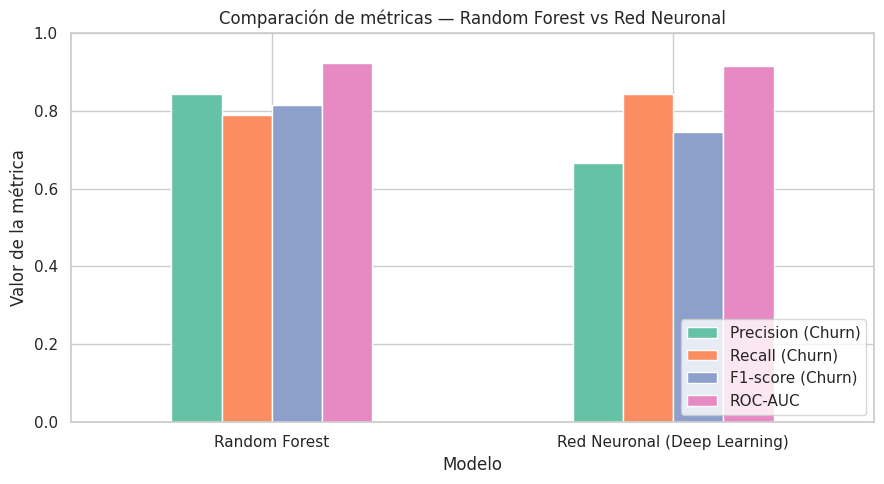 Comparación de métricas — Random Forest vs Red Neuronal
Valor de la métrica
1.0
0.8
0.6
0.4
0.2
0.0
Precision (Churn)
Recall (Churn)
F1-score (Churn)
ROC-AUC
Random Forest
Red Neuronal (Deep Learning)
Modelo